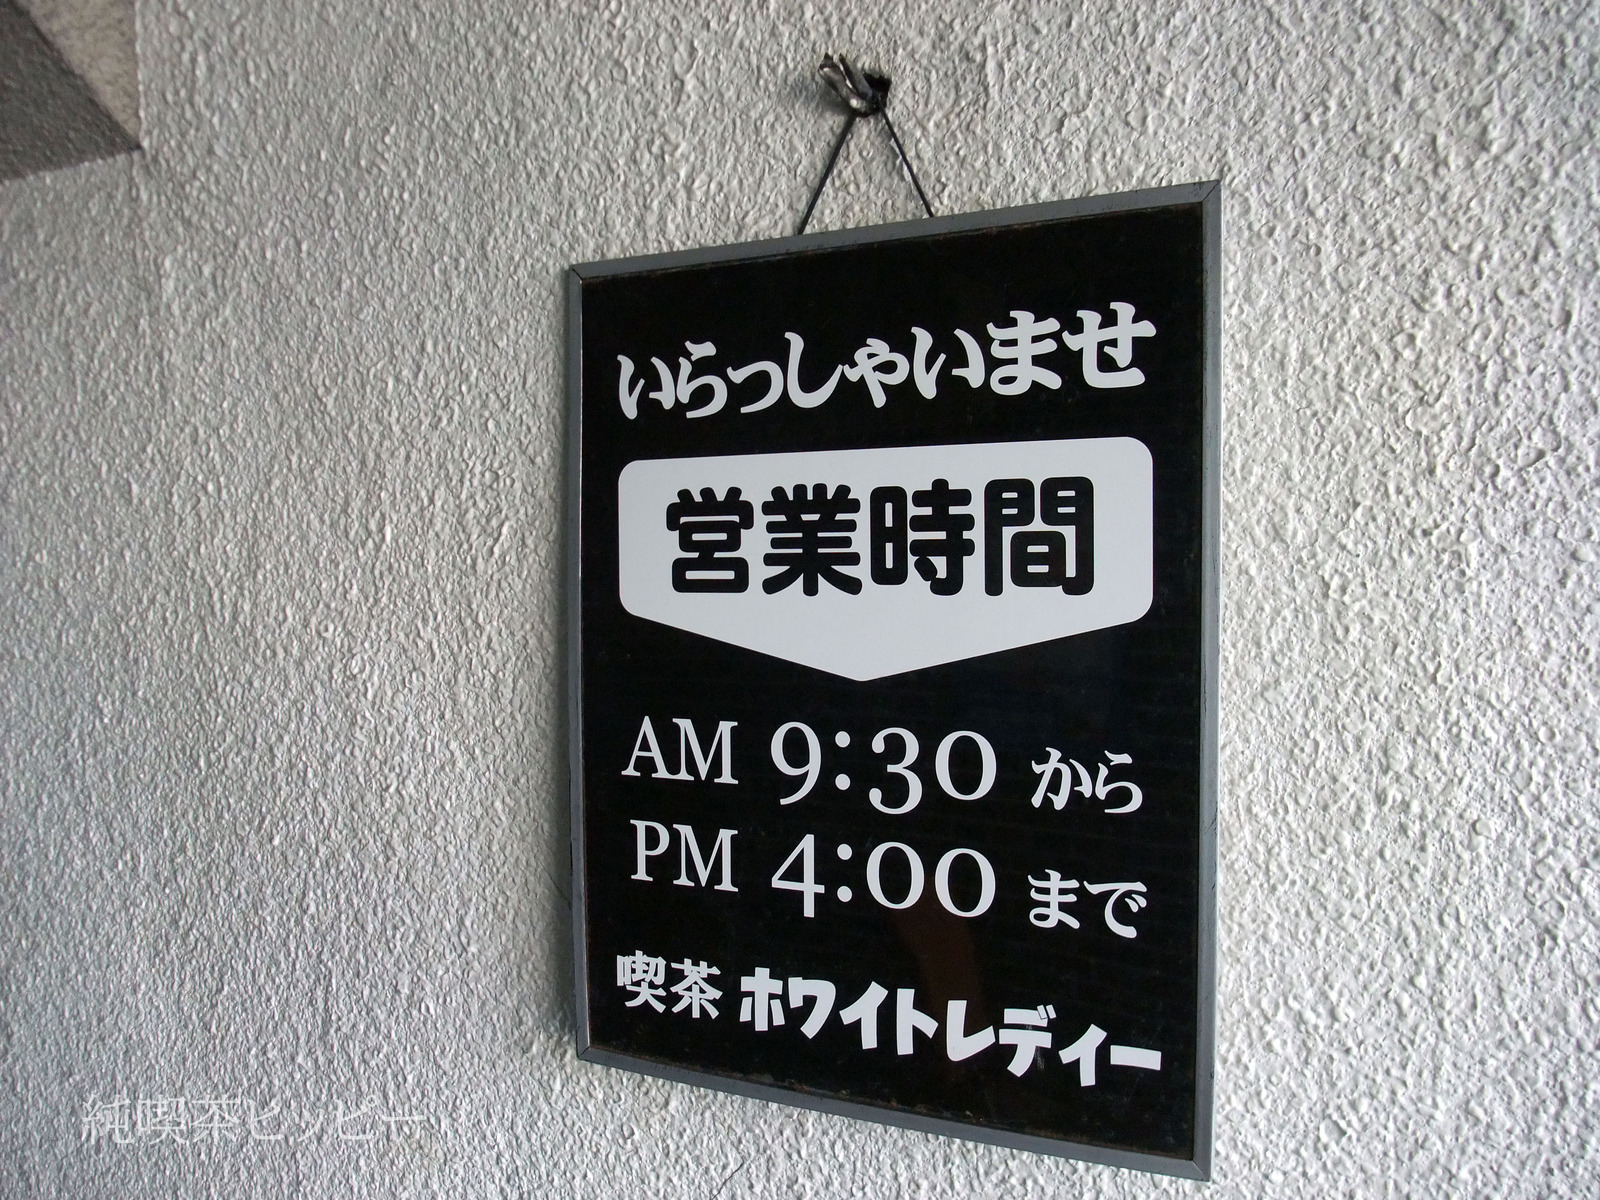 いらっしゃいませ
営業時間
AM 9:30 から
PM 4:00 まで
喫茶 ホワイトレディー
純喫茶ヒッピー